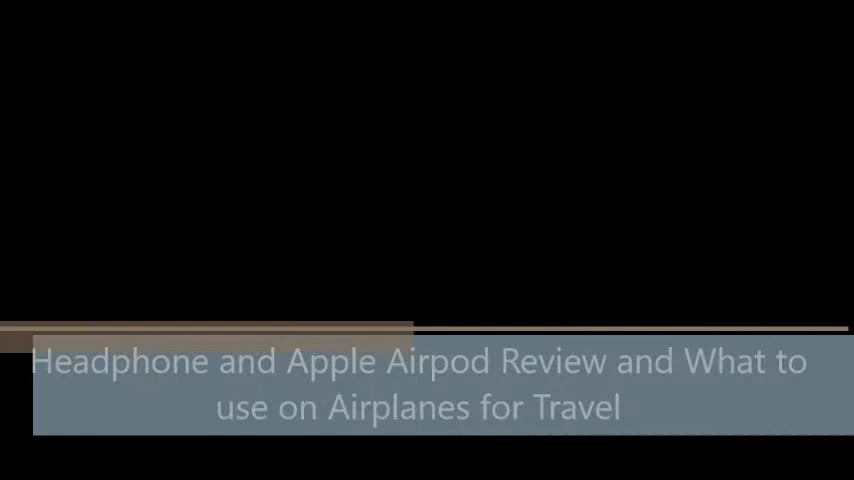 Headphone and Apple Airpod Review and What to
use on Airplanes for Travel